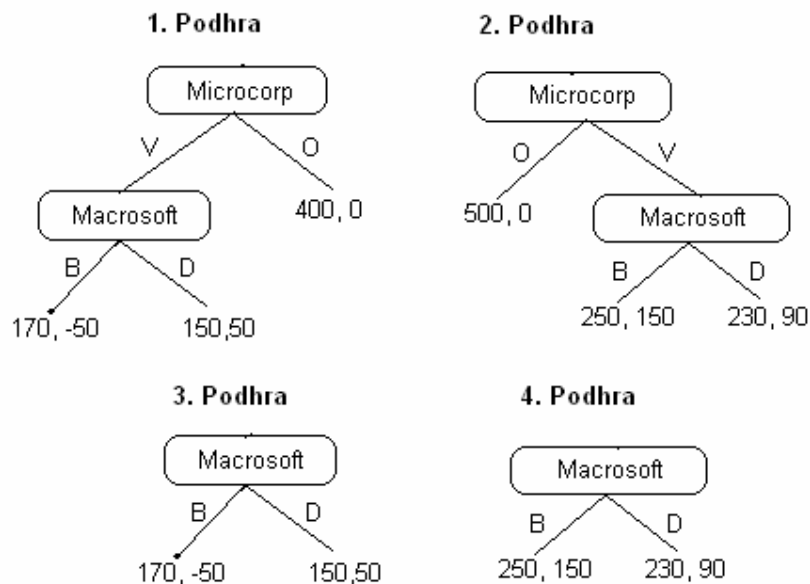 1. Podhra
2. Podhra
Microcorp
Microcorp
V
O
O
V
Macrosoft
400, 0
500, 0
Macrosoft
B
D
B
D
170, -50
150,50
250, 150
230, 90
3. Podhra
4. Podhra
Macrosoft
Macrosoft
B
D
B
D
170, -50
150,50
250, 150
230, 90